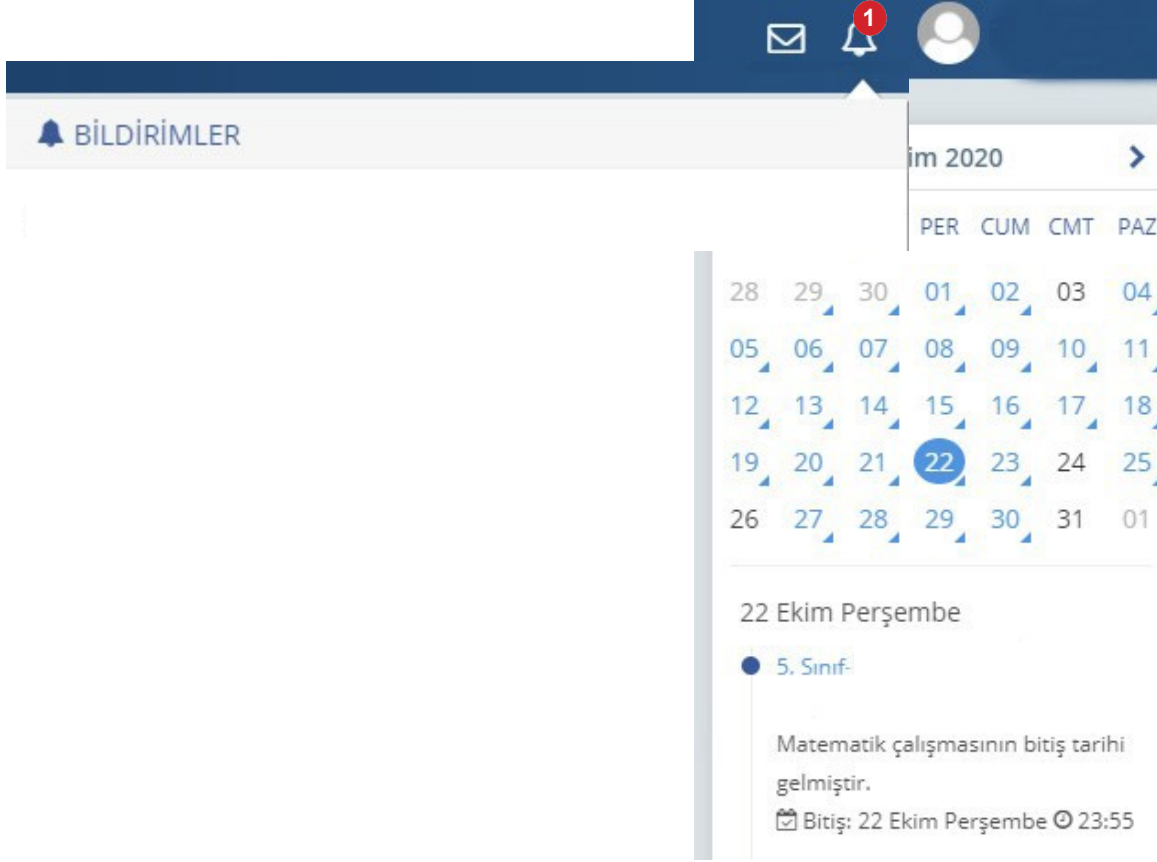 1
BİLDİRİMLER
im 2020
PER CUM CMT PAZ
28 29 30 01 02 03 04
05 06 07 08 09 10 11
12 13 14 15 16 17 18
19 20 21 22 23 24 25
26 27 28 29 30 31 01
22 Ekim Perşembe
5. Sınıf-
Matematik çalışmasının bitiş tarihi
gelmiştir.
Bitiş: 22 Ekim Perşembe 23:55